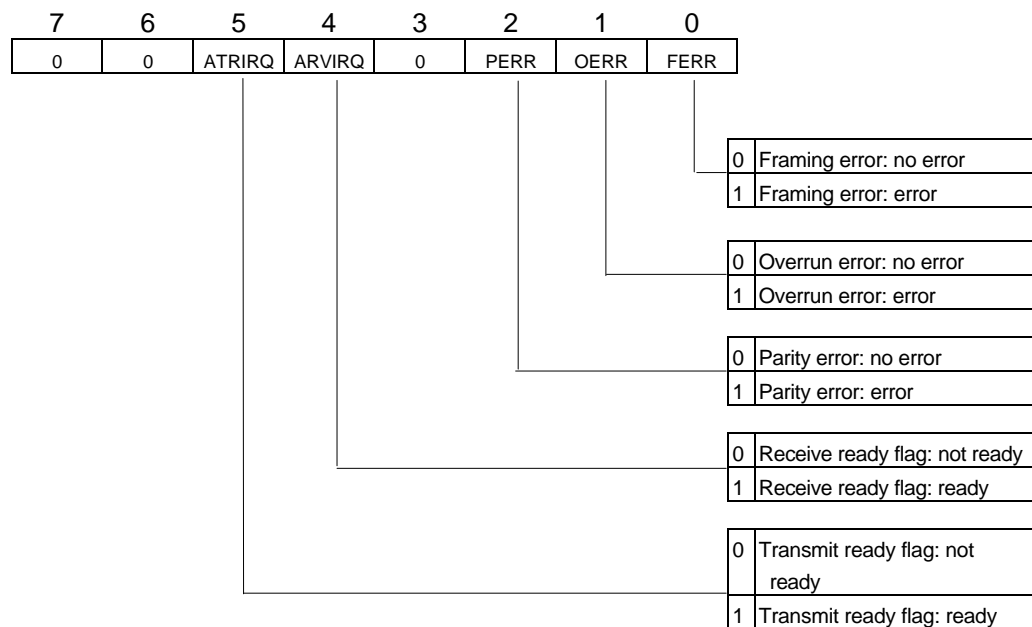 7 6 5 4 3 2 1 0
0 0 ATRIRQ ARVIRQ 0 PERR OERR FERR
0 Framing error: no error
1 Framing error: error
0 Overrun error: no error
1 Overrun error: error
0 Parity error: no error
1 Parity error: error
0 Receive ready flag: not ready
1 Receive ready flag: ready
0 Transmit ready flag: not
ready
1 Transmit ready flag: ready